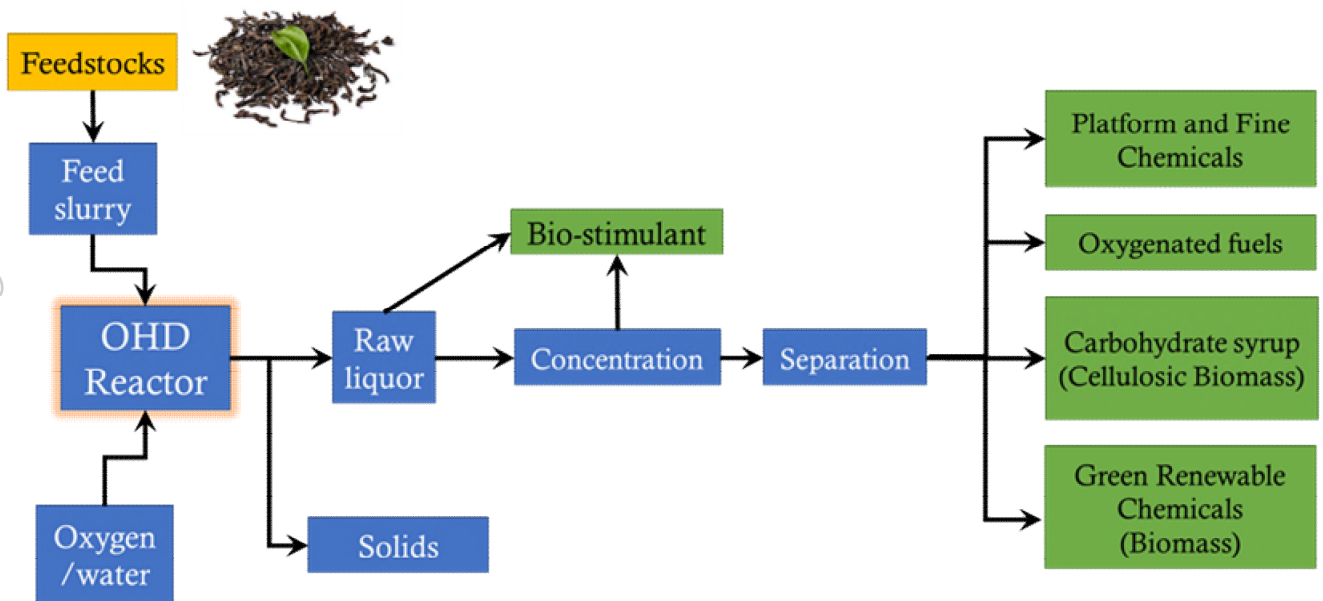 Feedstocks
Feed
slurry
OHD
Reactor
Oxygen
/water
Solids
Raw
liquor
Bio-stimulant
Concentration
Separation
Platform and Fine
Chemicals
Oxygenated fuels
Carbohydrate syrup
(Cellulosic Biomass)
Green Renewable
Chemicals
(Biomass)